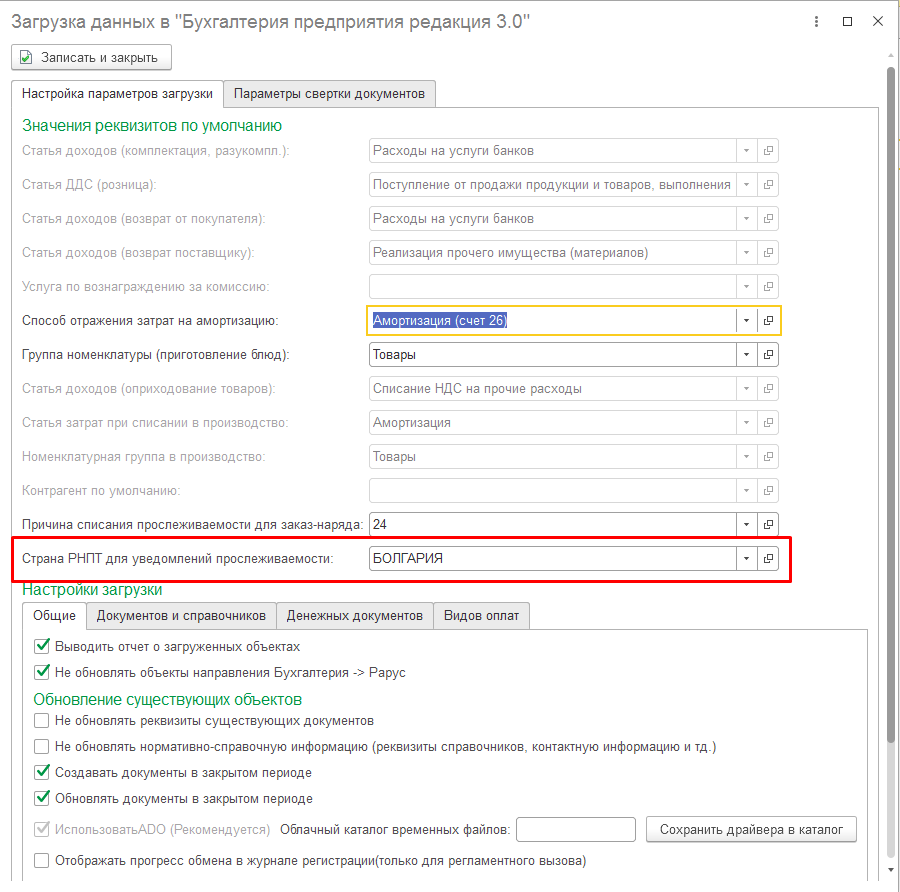 Загрузка данных в "Бухгалтерия предприятия редакция 3.0"
Записать и закрыть
Настройка параметров загрузки Параметры свертки документов
Значения реквизитов по умолчанию
Статья доходов (комплектация, разукомпл.): Расходы на услуги банков
Статья ДДС (розница): Поступление от продажи продукции и товаров, выполнения
Статья доходов (возврат от покупателя): Расходы на услуги банков
Статья доходов (возврат поставщику): Реализация прочего имущества (материалов)
Услуга по вознаграждению за комиссию:
Способ отражения затрат на амортизацию: Амортизация (счет 26)
Группа номенклатуры (приготовление блюд): Товары
Статья доходов (оприходование товаров): Списание НДС на прочие расходы
Статья затрат при списании в производство: Амортизация
Номенклатурная группа в производство: Товары
Контрагент по умолчанию:
Причина списания прослеживаемости для заказ-наряда: 24
Страна РНПТ для уведомлений прослеживаемости: БОЛГАРИЯ
Настройки загрузки
Общие Документов и справочников Денежных документов Видов оплат
Выводить отчет о загруженных объектах
Не обновлять объекты направления Бухгалтерия -> Рарус
Обновление существующих объектов
Не обновлять реквизиты существующих документов
Не обновлять нормативно-справочную информацию (реквизиты справочников, контактную информацию и тд.)
Создавать документы в закрытом периоде
Обновлять документы в закрытом периоде
ИспользоватьADO (Рекомендуется) Облачный каталог временных файлов: Сохранить драйвера в каталог
Отображать прогресс обмена в журнале регистрации(только для регламентного вызова)